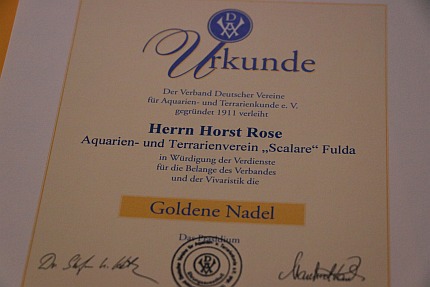 VDA
Urkunde
Der Verband Deutscher Vereine
für Aquarien- und Terrarienkunde e. V.
gegründet 1911 verleiht
Herrn Horst Rose
Aquarien- und Terrarienverein „Scalare“ Fulda
in Würdigung der Verdienste
für die Belange des Verbandes
und der Vivaristik die
Goldene Nadel
Das Präsidium